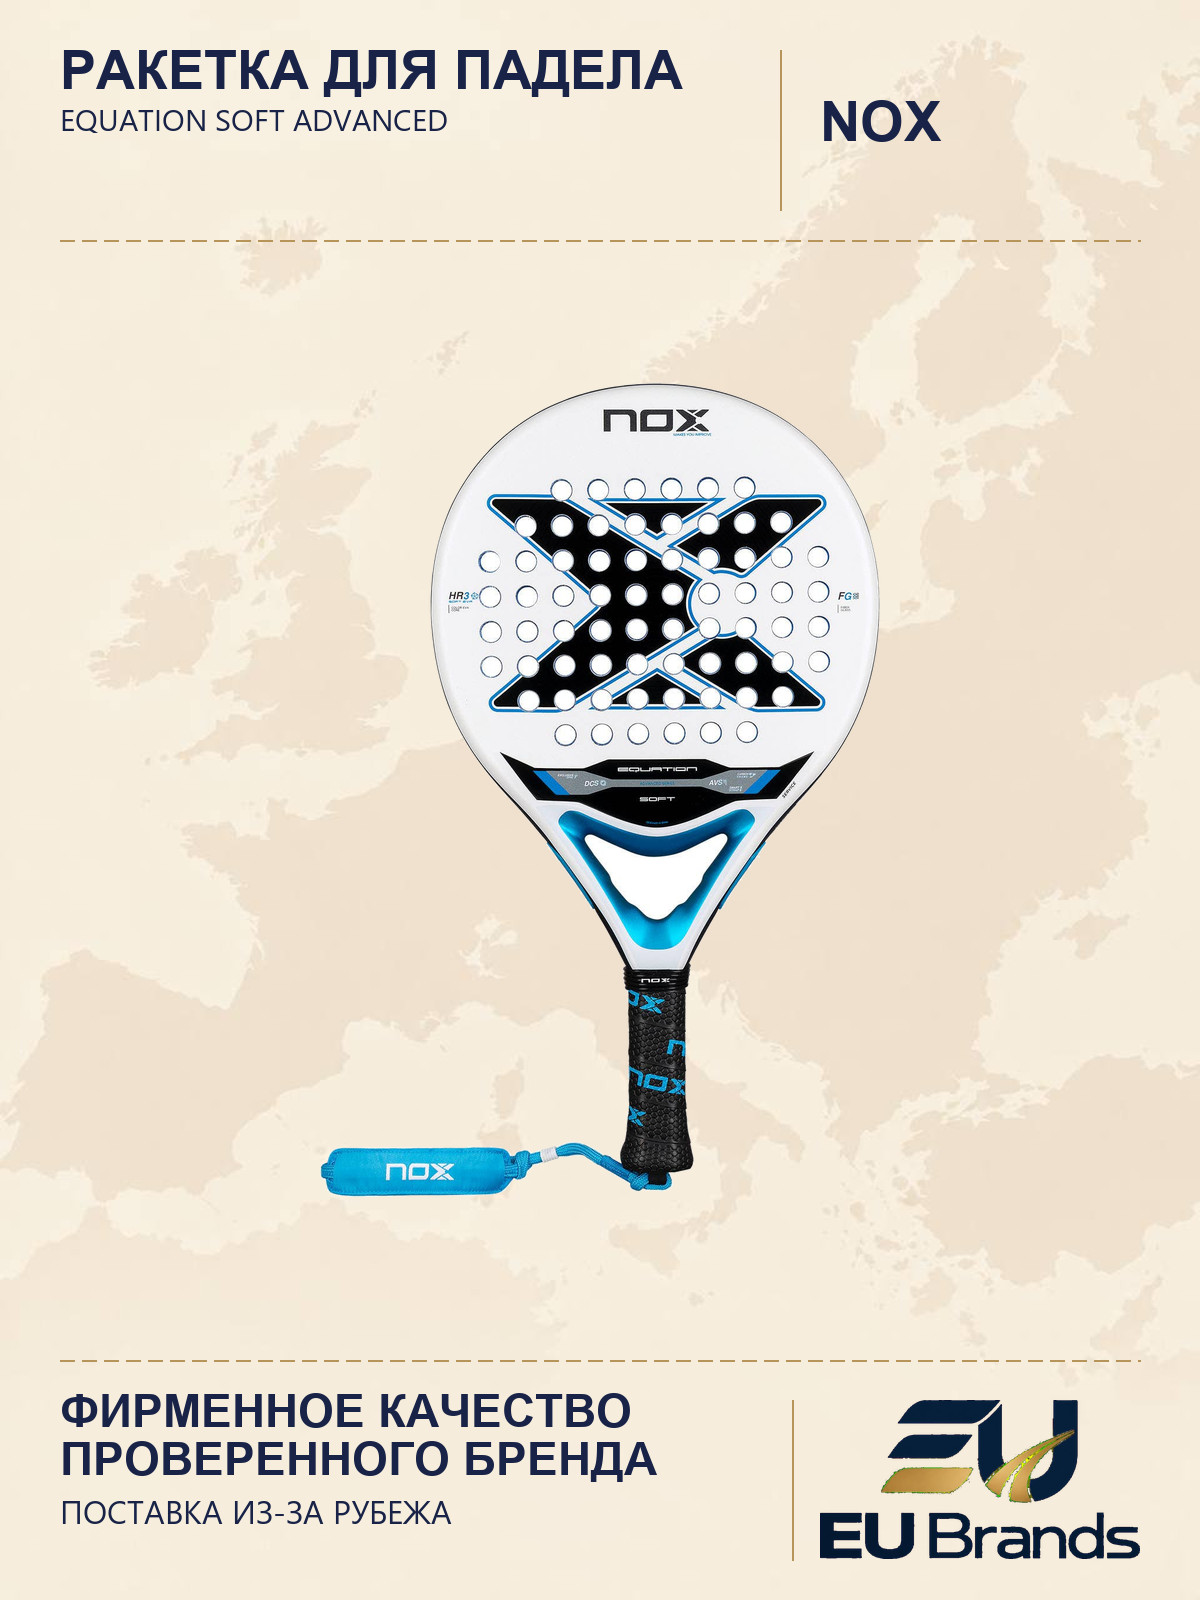 РАКЕТКА ДЛЯ ПАДЕЛА
EQUATION SOFT ADVANCED
NOX
nox
HR3
FG
EQUATION
DCS
AVS
SOFT
nox
nox
nox
nox
ФИРМЕННОЕ КАЧЕСТВО
ПРОВЕРЕННОГО БРЕНДА
ПОСТАВКА ИЗ-ЗА РУБЕЖА
EU
EU Brands